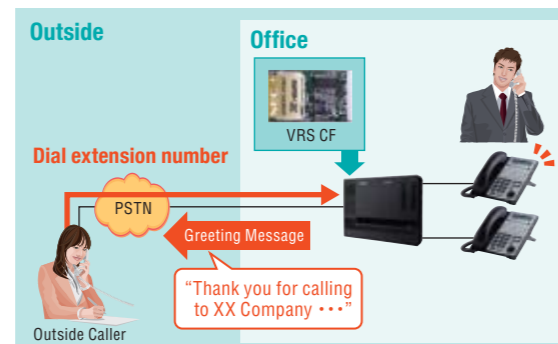 Outside
Office
VRS CF
Dial extension number
PSTN
Greeting Message
“Thank you for calling
to XX Company ･･･”
Outside Caller